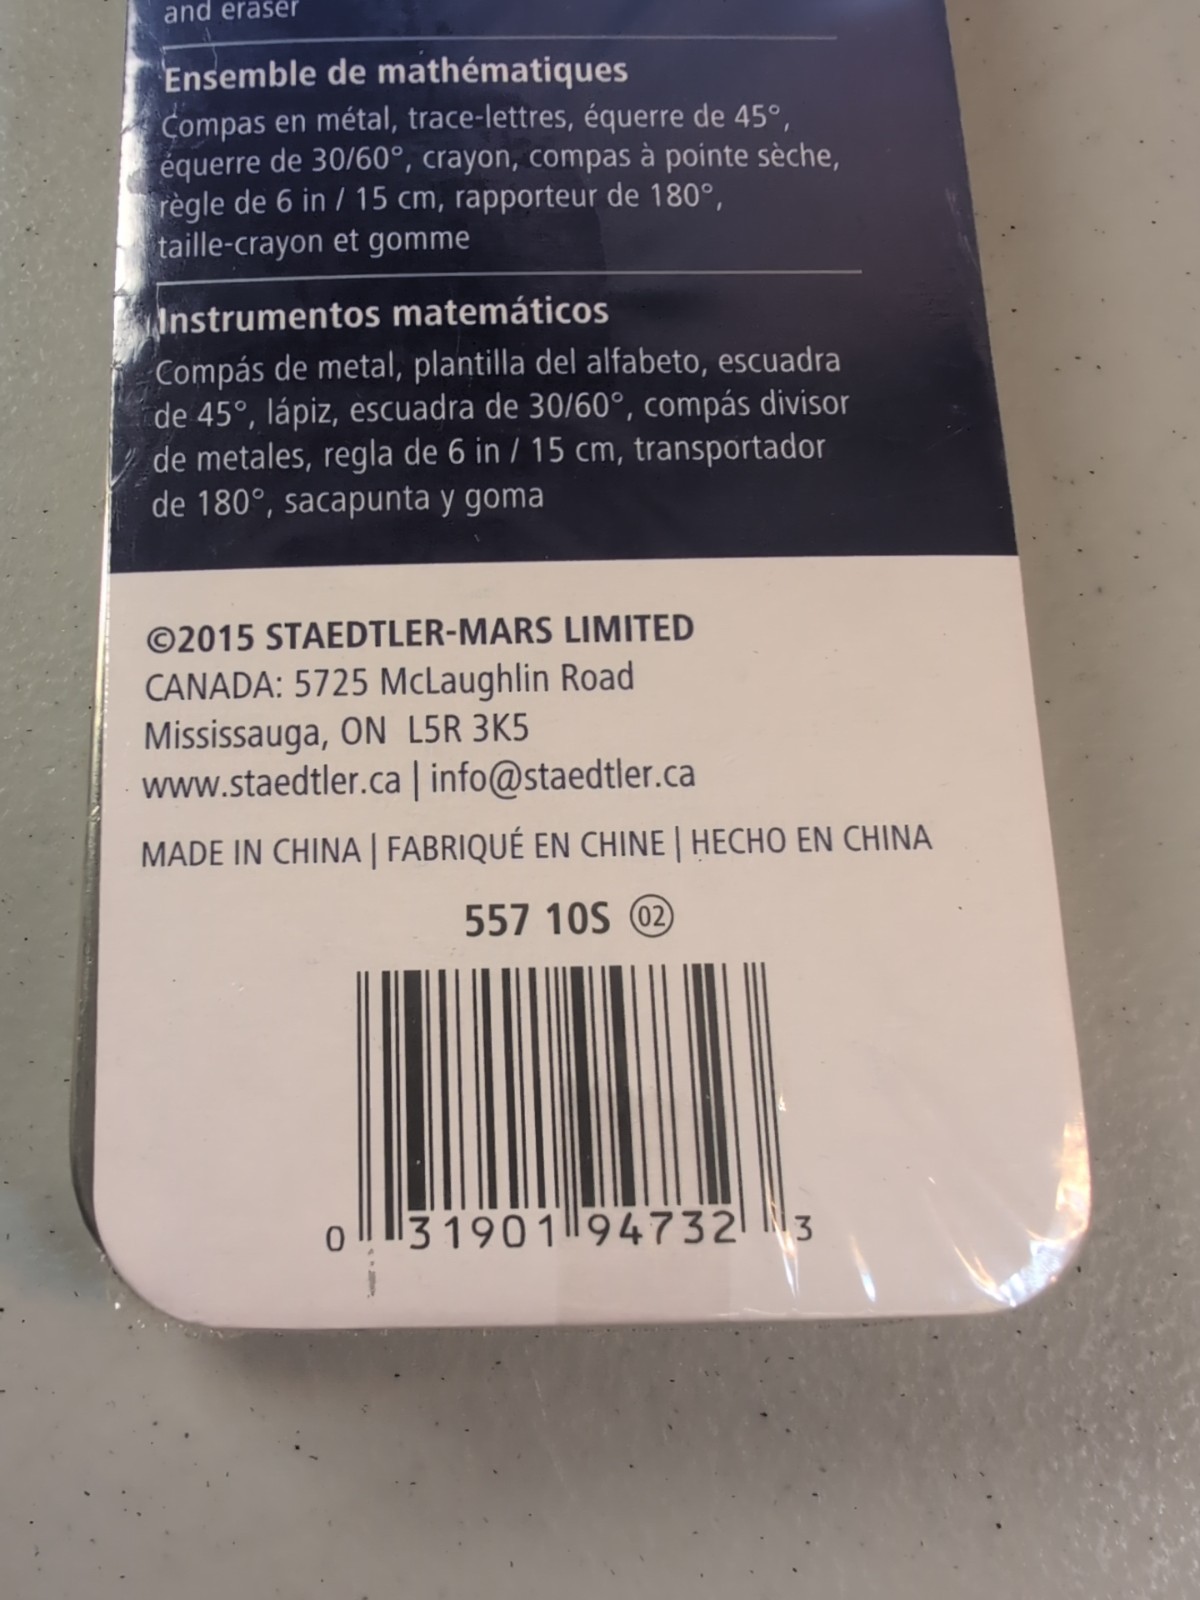 and eraser
Ensemble de mathématiques
Compas en métal, trace-lettres, équerre de 45°,
équerre de 30/60°, crayon, compas à pointe sèche,
règle de 6 in / 15 cm, rapporteur de 180°,
taille-crayon et gomme
Instrumentos matemáticos
Compás de metal, plantilla del alfabeto, escuadra
de 45°, lápiz, escuadra de 30/60°, compás divisor
de metales, regla de 6 in / 15 cm, transportador
de 180°, sacapunta y goma
©2015 STAEDTLER-MARS LIMITED
CANADA: 5725 McLaughlin Road
Mississauga, ON L5R 3K5
www.staedtler.ca | info@staedtler.ca
MADE IN CHINA | FABRIQUÉ EN CHINE | HECHO EN CHINA
557 10S 02
0 31901 94732 3